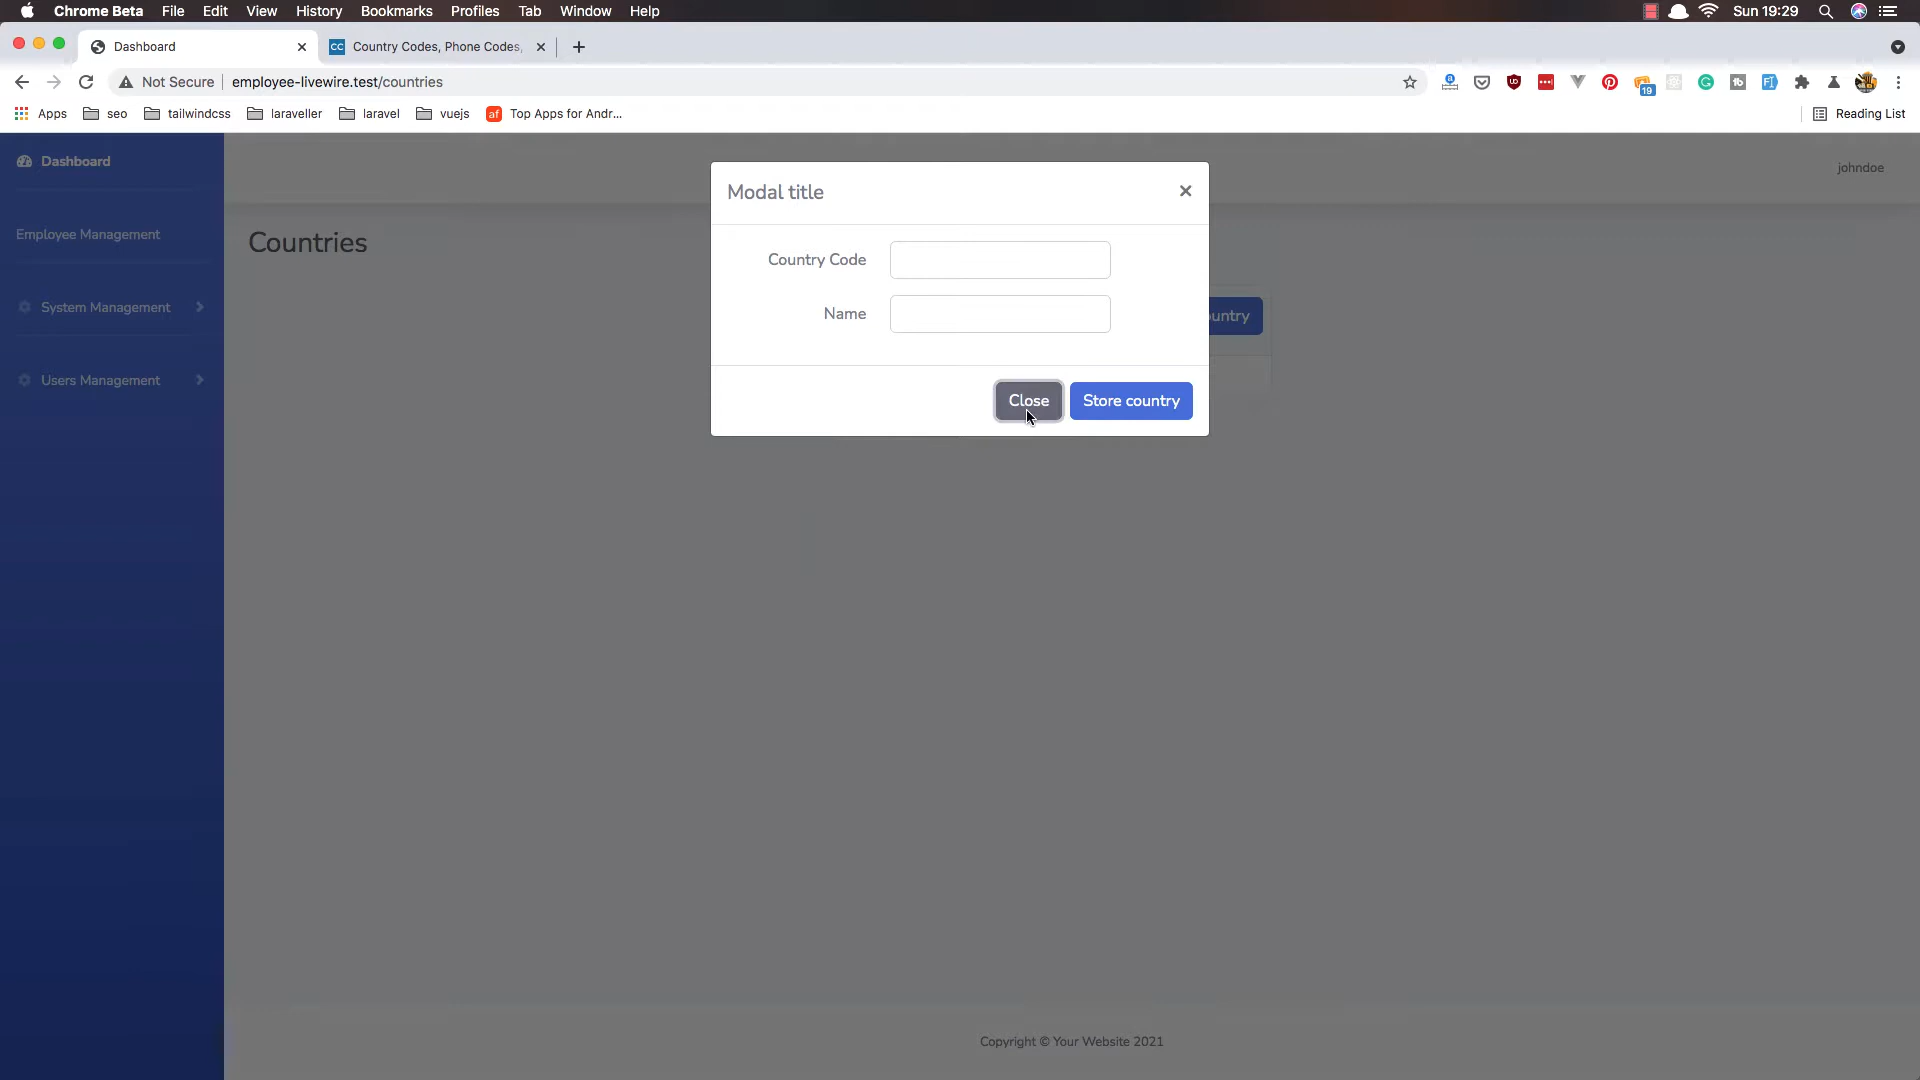 Chrome Beta File Edit View History Bookmarks Profiles Tab Window Help Sun 19:29
Dashboard Country Codes, Phone Codes,
Not Secure employee-livewire.test/countries 19
Apps seo tailwindcss laraveller laravel vuejs af Top Apps for Andr... Reading List
Dashboard
johndoe
Modal title
Employee Management
Countries
Country Code
System Management
Name
ountry
Users Management
Close Store country
Copyright © Your Website 2021